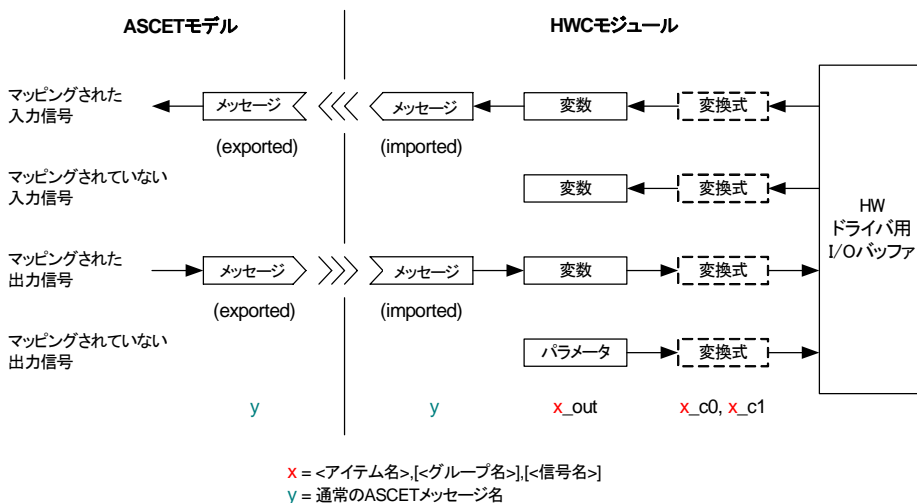 ASCETモデル
HWCモジュール
マッピングされた
入力信号
メッセージ
メッセージ
変数
変換式
(exported)
(imported)
マッピングされていない
入力信号
変数
変換式
HW
ドライバ用
I/Oバッファ
マッピングされた
出力信号
メッセージ
メッセージ
変数
変換式
(exported)
(imported)
マッピングされていない
出力信号
パラメータ
変換式
y
y
x_out
x_c0, x_c1
x = <アイテム名>,[<グループ名>],[<信号名>]
y = 通常のASCETメッセージ名